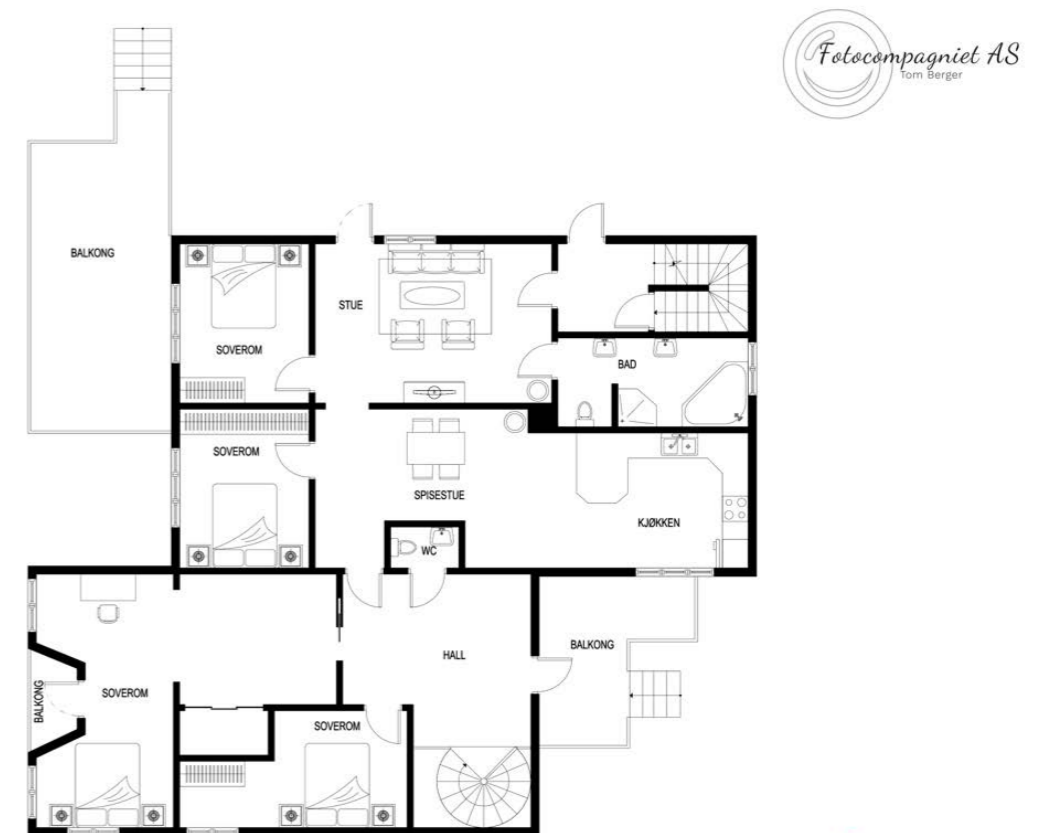 Fotocompagniet AS
Tom Berger
BALKONG
STUE
SOVEROM
BAD
SOVEROM
SPISESTUE
KJØKKEN
WC
HALL
BALKONG
BALKONG
SOVEROM
SOVEROM